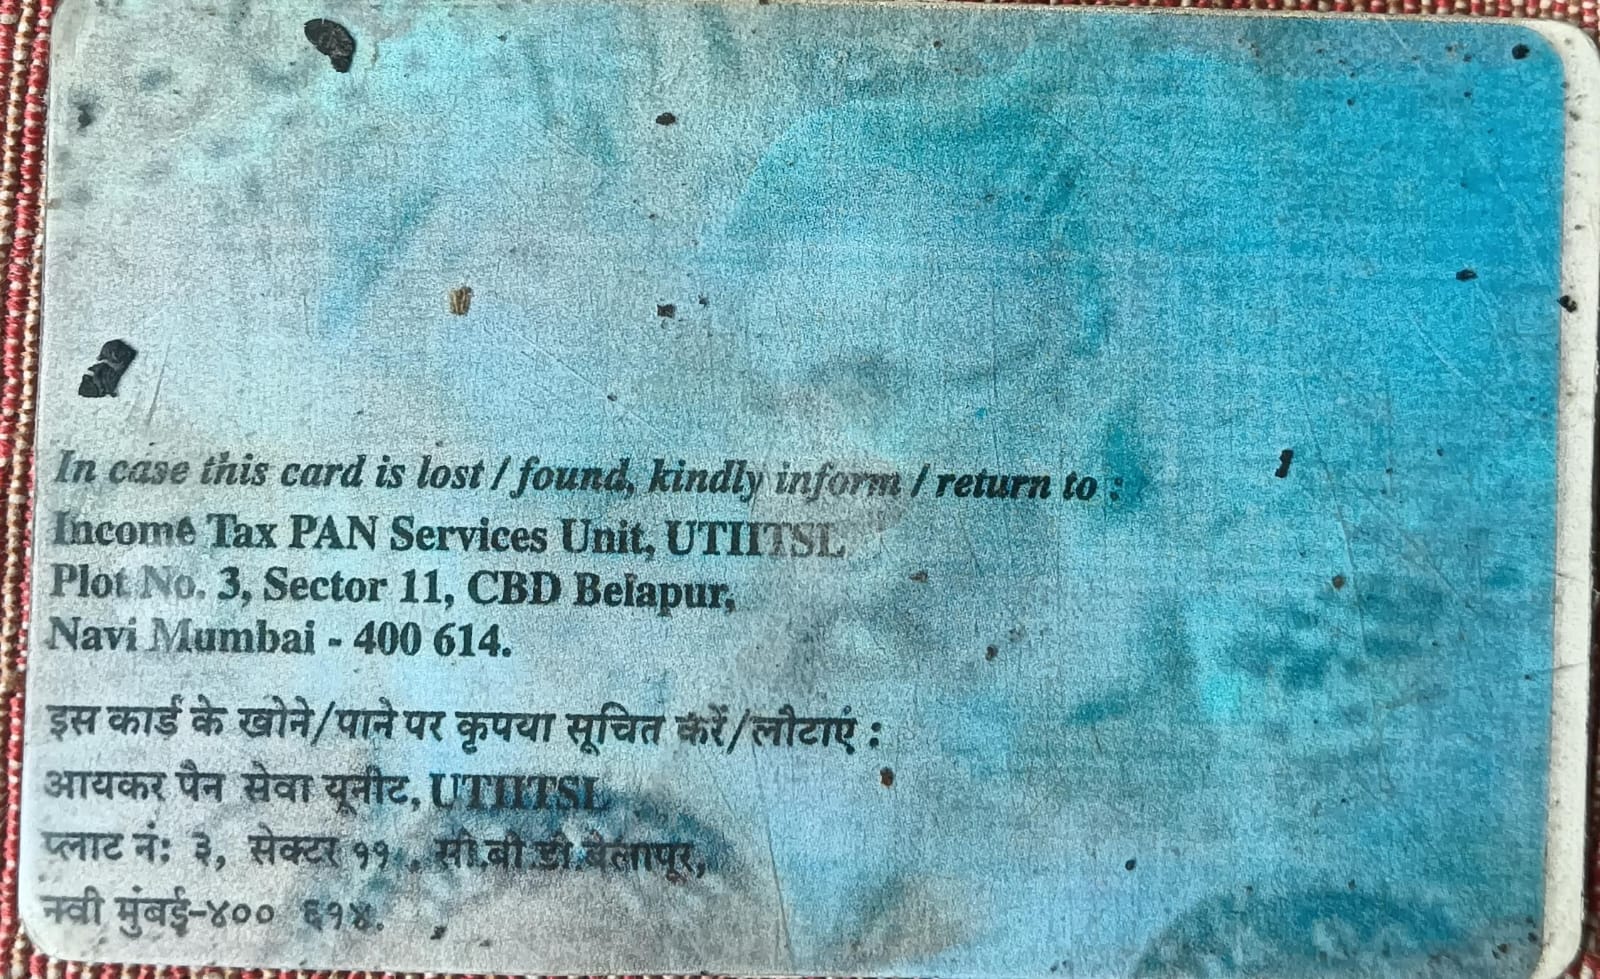 In case this card is lost / found, kindly inform / return to :
Income Tax PAN Services Unit, UTIITSL
Plot No. 3, Sector 11, CBD Belapur,
Navi Mumbai - 400 614.
इस कार्ड के खोने/पाने पर कृपया सूचित करें/लौटाएं :
आयकर पैन सेवा यूनीट, UTIITSL
प्लाट नं: ३, सेक्टर ११ , सी.बी.डी.बेलापूर,
नवी मुंबई-४०० ६१४.